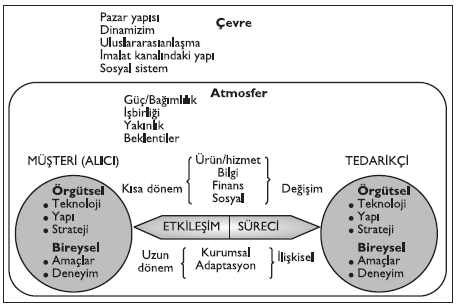 Çevre
Pazar yapısı
Dinamizim
Uluslararasılanlaşma
İmalat kanalındaki yapı
Sosyal sistem
Atmosfer
Güç/Bağımlılık
İşbirliği
Yakınlık
Beklentiler
MÜŞTERİ (ALICI)
Örgütsel
• Teknoloji
• Yapı
• Strateji
Bireysel
• Amaçlar
• Deneyim
Kısa dönem
Ürün/hizmet
Bilgi
Finans
Sosyal
Değişim
ETKİLEŞİM SÜRECİ
Uzun
dönem
Kurumsal
Adaptasyon
İlişkisel
TEDARİKÇİ
Örgütsel
• Teknoloji
• Yapı
• Strateji
Bireysel
• Amaçlar
• Deneyim